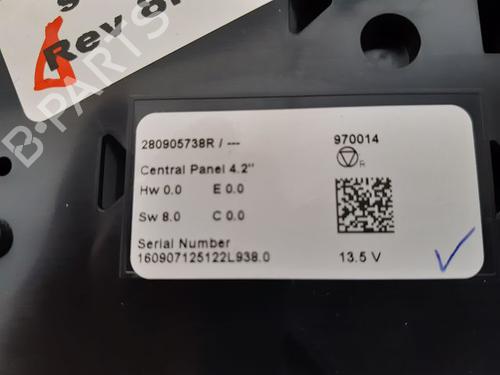 Rev 8
B-PARTS
280905738R / ---
970014
Central Panel 4.2"
R
Hw 0.0 E 0.0
Sw 8.0 C 0.0
Serial Number
160907125122L938.0
13.5 V